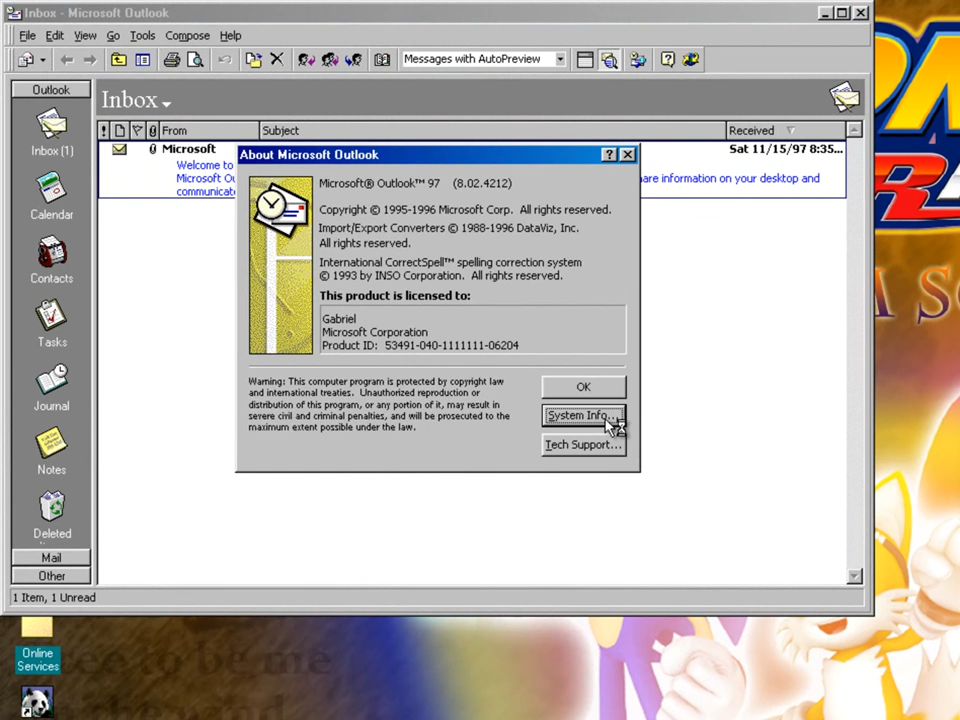 Inbox - Microsoft Outlook
File Edit View Go Tools Compose Help
Messages with AutoPreview
Outlook
Inbox
From Subject Received
Microsoft Sat 11/15/97 8:35...
Welcome to
Microsoft Ou are information on your desktop and
communicate
Inbox (1)
Calendar
Contacts
Tasks
Journal
Notes
Deleted
Mail
Other
1 Item, 1 Unread
About Microsoft Outlook
Microsoft® Outlook™ 97 (8.02.4212)
Copyright © 1995-1996 Microsoft Corp. All rights reserved.
Import/Export Converters © 1988-1996 DataViz, Inc.
All rights reserved.
International CorrectSpell™ spelling correction system
© 1993 by INSO Corporation. All rights reserved.
This product is licensed to:
Gabriel
Microsoft Corporation
Product ID: 53491-040-1111111-06204
Warning: This computer program is protected by copyright law
and international treaties. Unauthorized reproduction or
distribution of this program, or any portion of it, may result in
severe civil and criminal penalties, and will be prosecuted to the
maximum extent possible under the law.
OK
System Info...
Tech Support...
Online
Services
see to be me